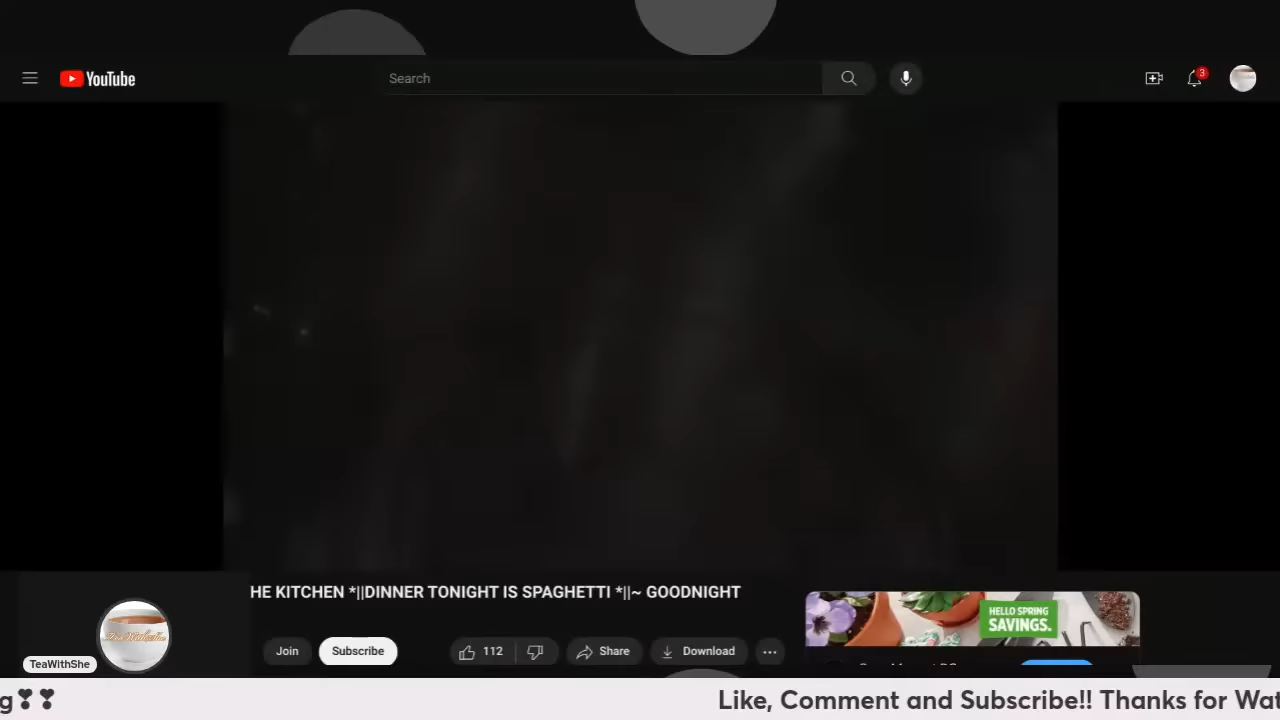 YouTube
Search
3
HE KITCHEN *||DINNER TONIGHT IS SPAGHETTI *||~ GOODNIGHT
HELLO SPRING
SAVINGS.
Join
Subscribe
112
Share
Download
TeaWithShe
g❣❣
Like, Comment and Subscribe!! Thanks for Wat